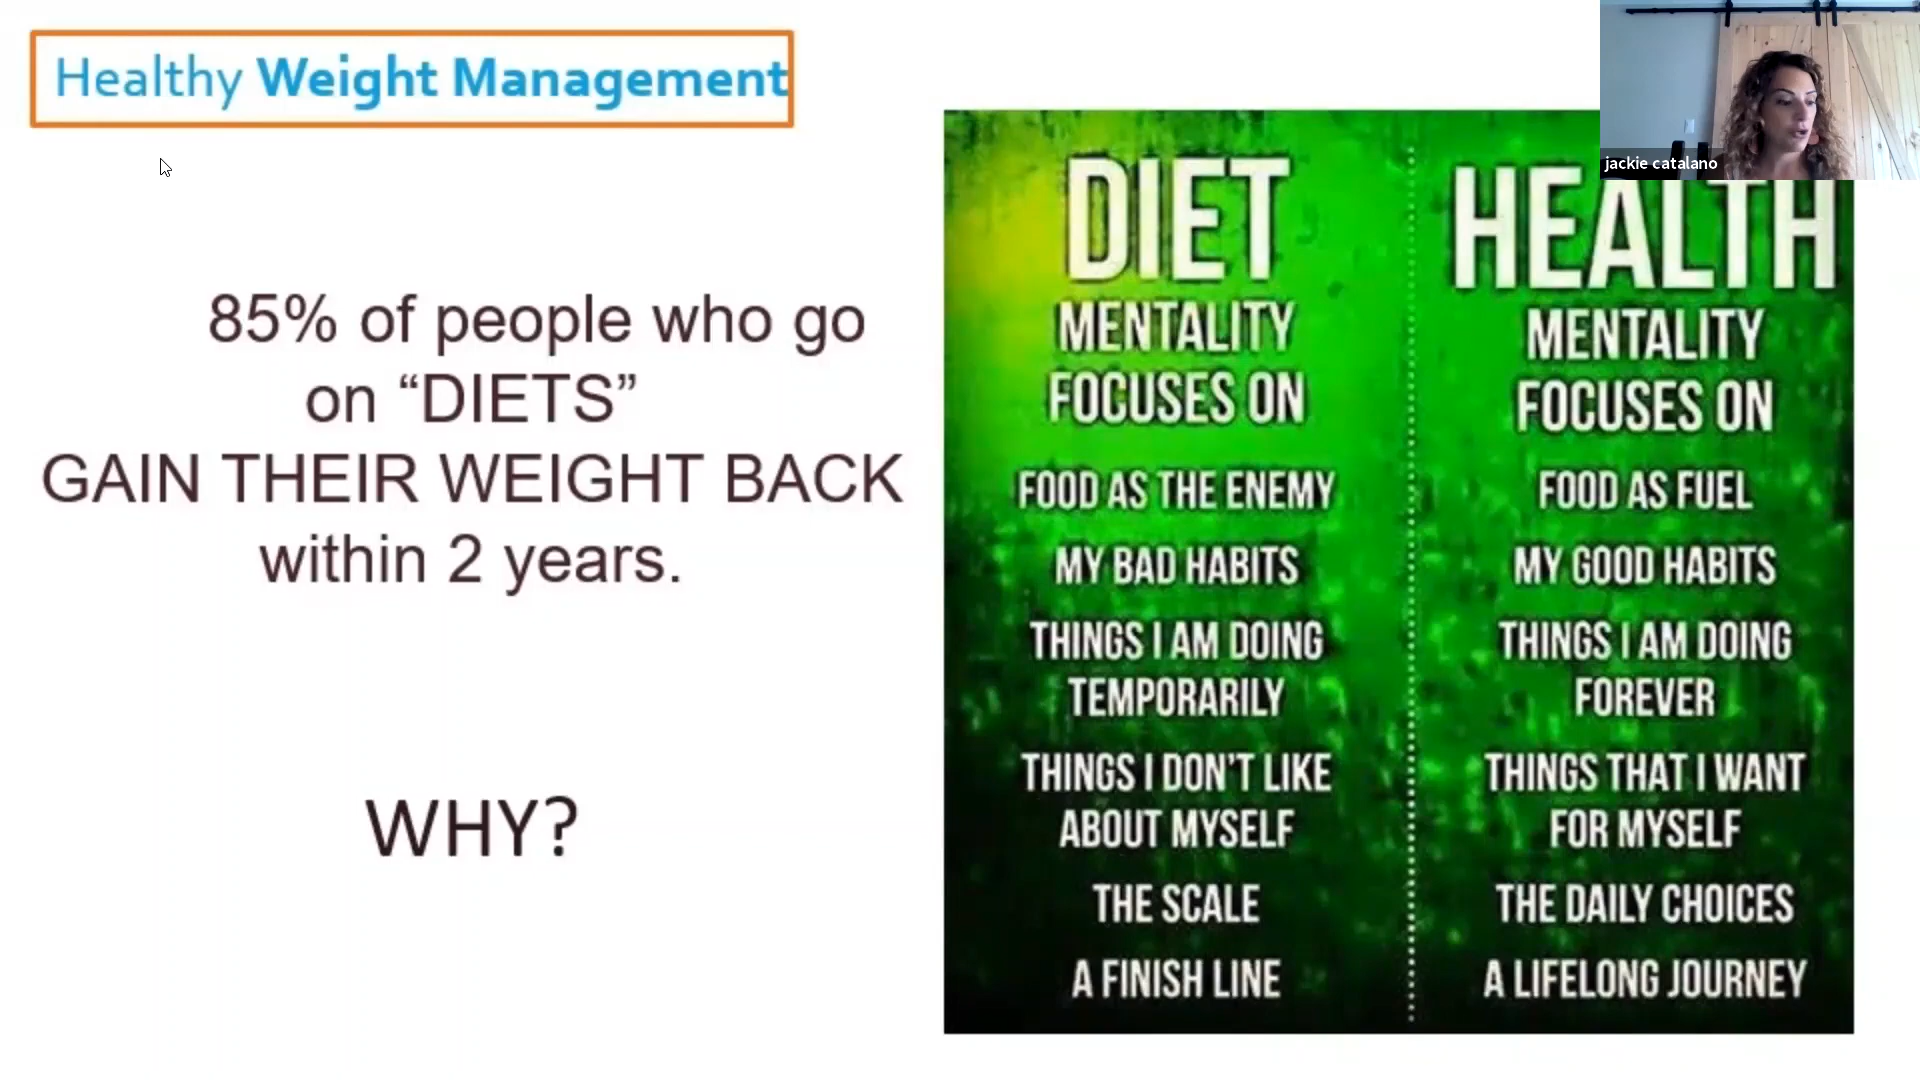 Healthy Weight Management
85% of people who go
on “DIETS”
GAIN THEIR WEIGHT BACK
within 2 years.
WHY?
DIET
MENTALITY
FOCUSES ON
FOOD AS THE ENEMY
MY BAD HABITS
THINGS I AM DOING
TEMPORARILY
THINGS I DON'T LIKE
ABOUT MYSELF
THE SCALE
A FINISH LINE
HEALTH
MENTALITY
FOCUSES ON
FOOD AS FUEL
MY GOOD HABITS
THINGS I AM DOING
FOREVER
THINGS THAT I WANT
FOR MYSELF
THE DAILY CHOICES
A LIFELONG JOURNEY
jackie catalano